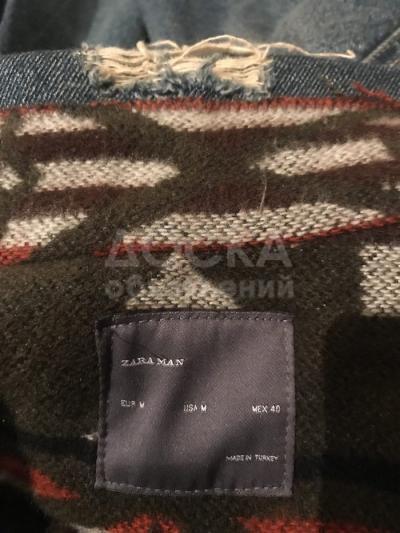 ДОСКА
объявлений
ZARA MAN
EUR M USA M MEX 40
MADE IN TURKEY